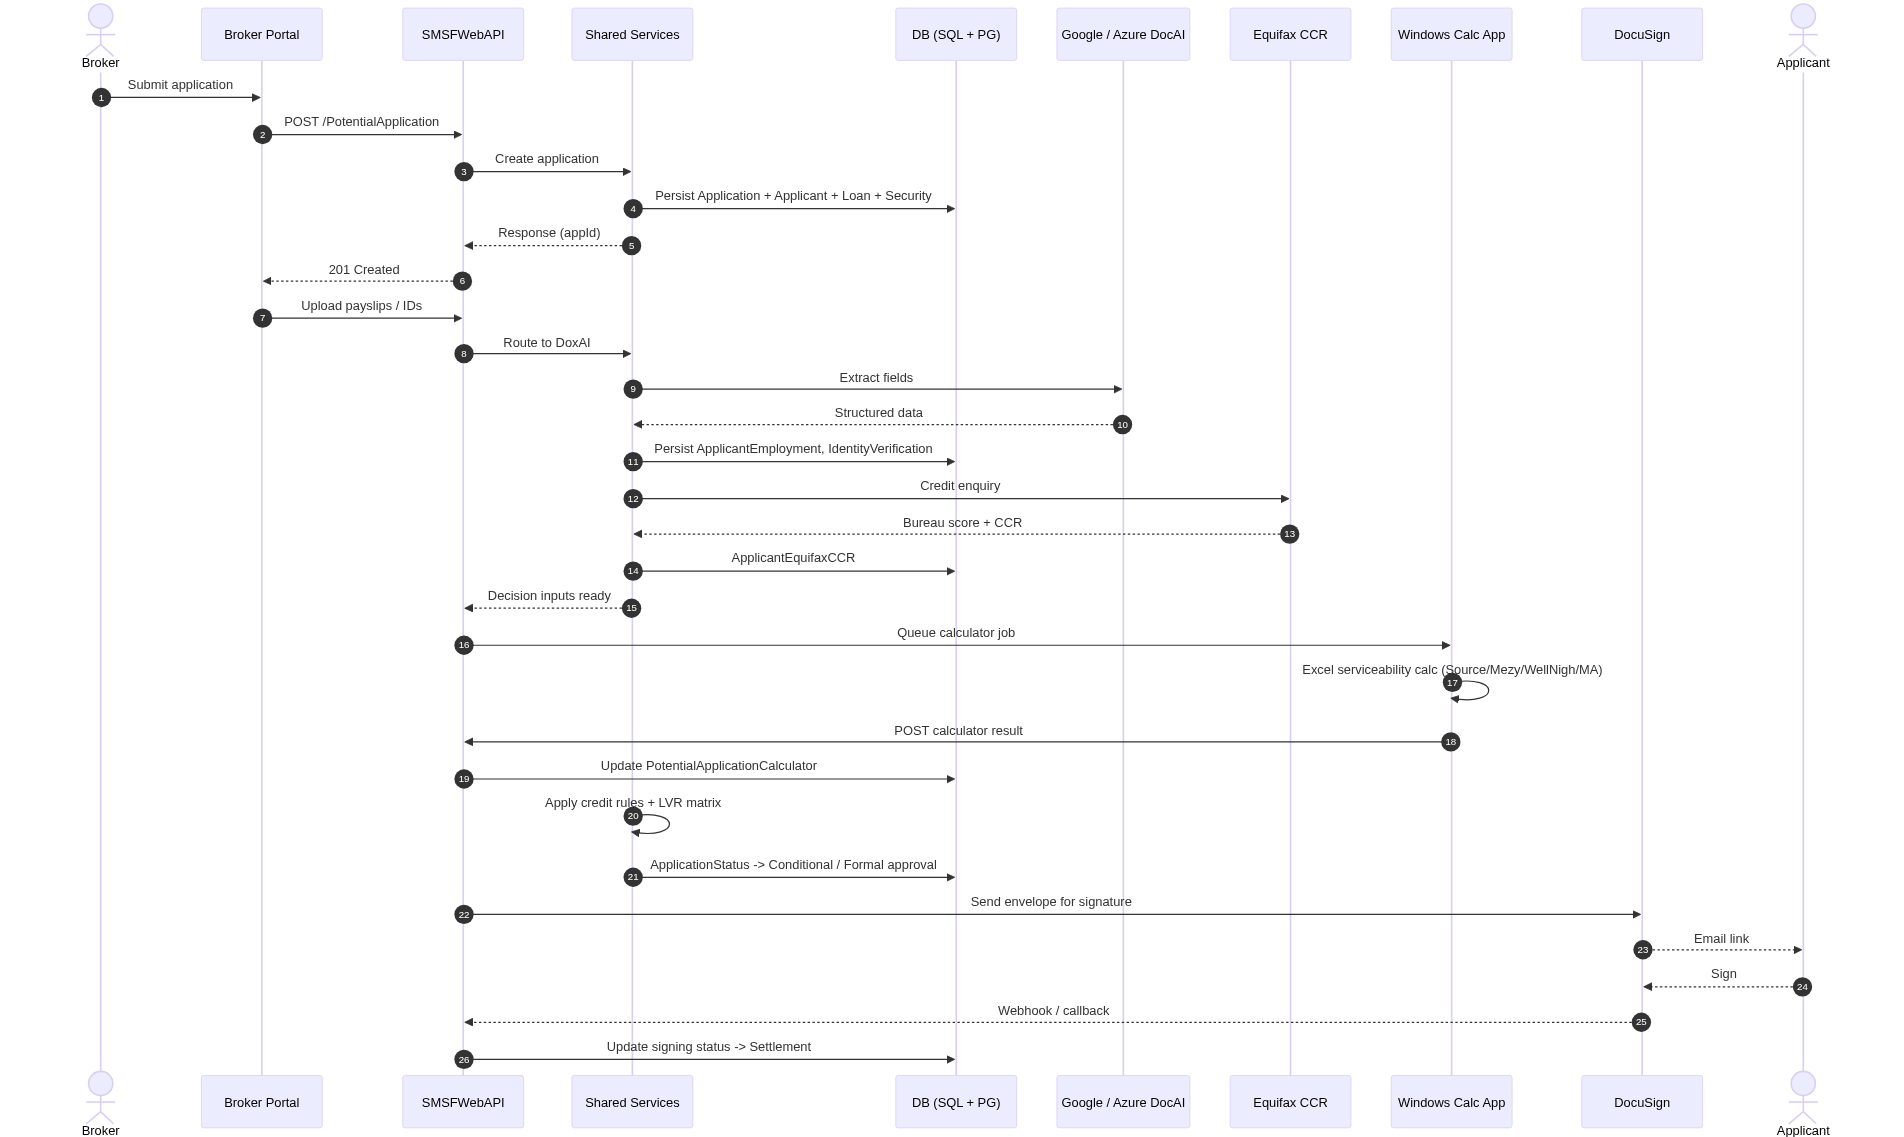 Broker
Broker Portal
SMSFWebAPI
Shared Services
DB (SQL + PG)
Google / Azure DocAI
Equifax CCR
Windows Calc App
DocuSign
Applicant
Submit application
1
POST /PotentialApplication
2
Create application
3
Persist Application + Applicant + Loan + Security
4
Response (appId)
5
201 Created
6
Upload payslips / IDs
7
Route to DoxAI
8
Extract fields
9
Structured data
10
Persist ApplicantEmployment, IdentityVerification
11
Credit enquiry
12
Bureau score + CCR
13
ApplicantEquifaxCCR
14
Decision inputs ready
15
Queue calculator job
16
Excel serviceability calc (Source/Mezy/WellNigh/MA)
17
POST calculator result
18
Update PotentialApplicationCalculator
19
Apply credit rules + LVR matrix
20
ApplicationStatus -> Conditional / Formal approval
21
Send envelope for signature
22
Email link
23
Sign
24
Webhook / callback
25
Update signing status -> Settlement
26
Broker
Broker Portal
SMSFWebAPI
Shared Services
DB (SQL + PG)
Google / Azure DocAI
Equifax CCR
Windows Calc App
DocuSign
Applicant